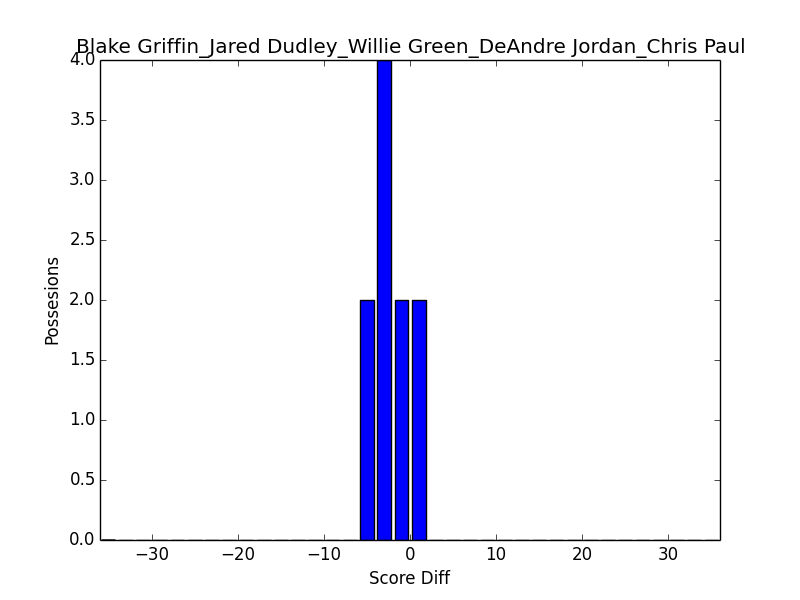 Blake Griffin_Jared Dudley_Willie Green_DeAndre Jordan_Chris Paul
4.0
3.5
3.0
2.5
2.0
1.5
1.0
0.5
0.0
Possesions
−30 −20 −10 0 10 20 30
Score Diff